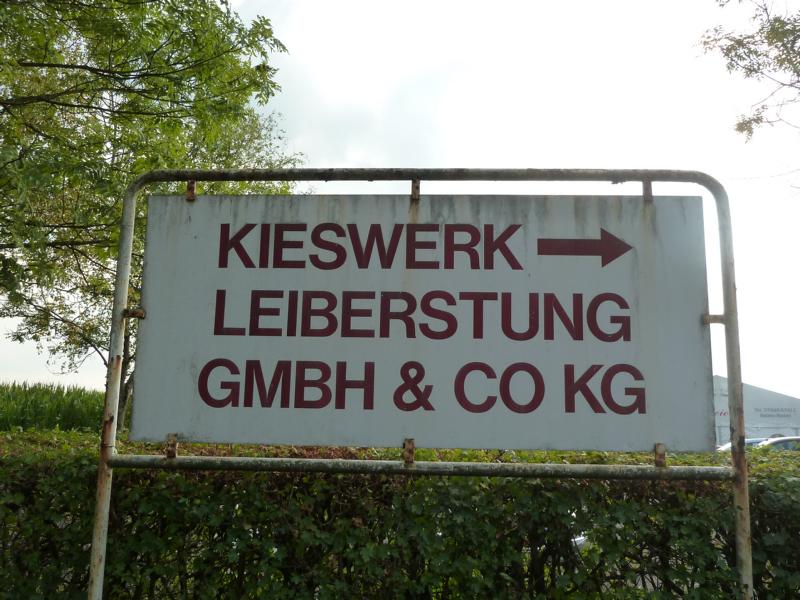 KIESWERK →
LEIBERSTUNG
GMBH & CO KG